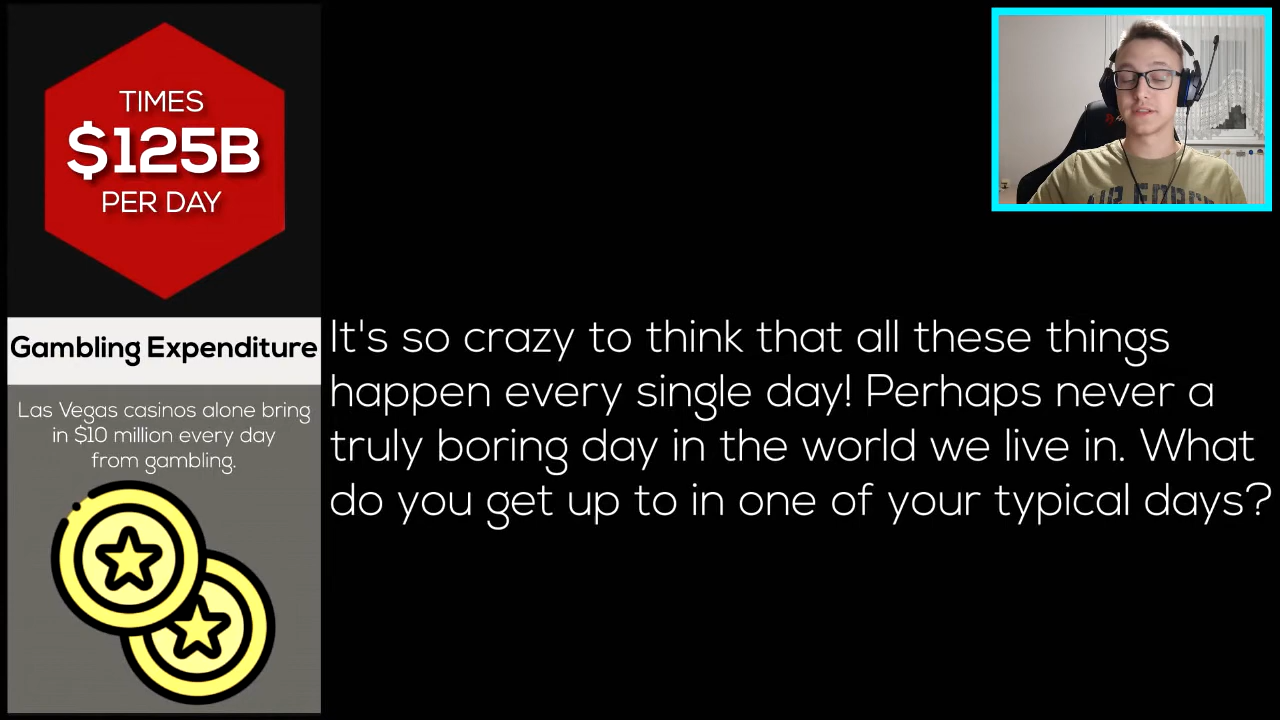 TIMES
$125B
PER DAY
Gambling Expenditure
Las Vegas casinos alone bring
in $10 million every day
from gambling.
It's so crazy to think that all these things
happen every single day! Perhaps never a
truly boring day in the world we live in. What
do you get up to in one of your typical days?
AIR FORCE